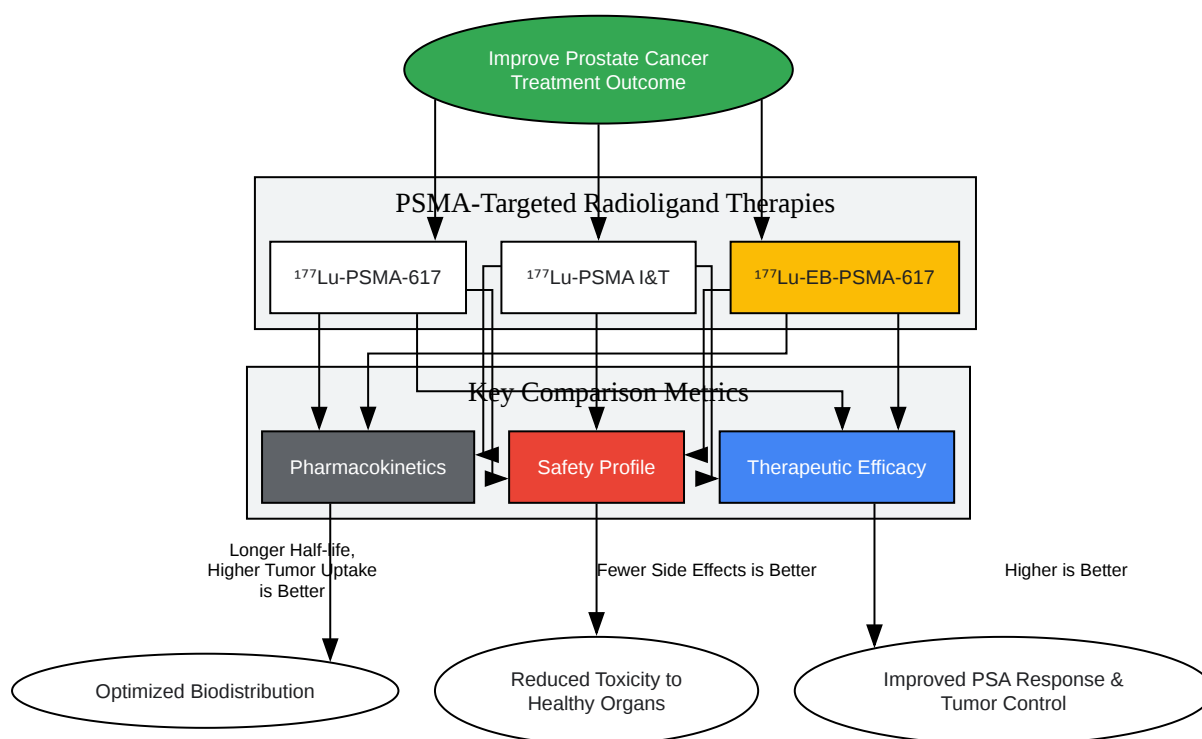 Improve Prostate Cancer
Treatment Outcome
PSMA-Targeted Radioligand Therapies
¹⁷⁷Lu-PSMA-617
¹⁷⁷Lu-PSMA I&T
¹⁷⁷Lu-EB-PSMA-617
Key Comparison Metrics
Pharmacokinetics
Safety Profile
Therapeutic Efficacy
Longer Half-life,
Higher Tumor Uptake
is Better
Fewer Side Effects is Better
Higher is Better
Optimized Biodistribution
Reduced Toxicity to
Healthy Organs
Improved PSA Response &
Tumor Control